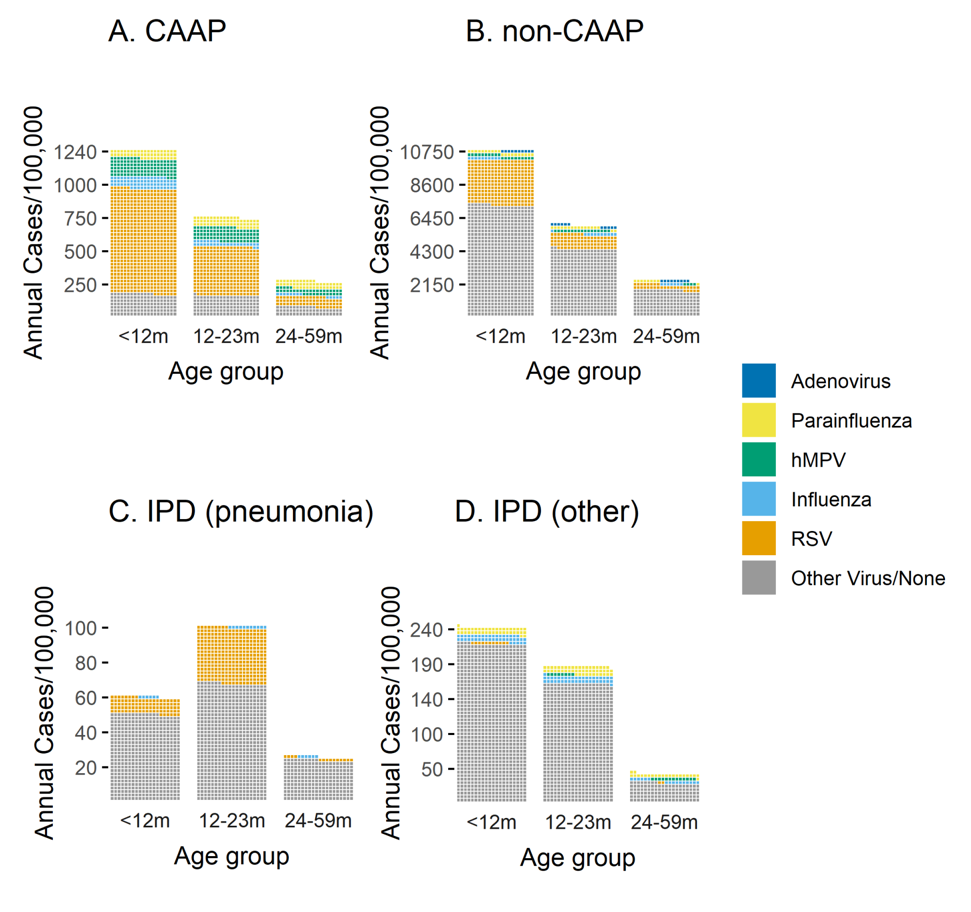 A. CAAP
B. non-CAAP
Annual Cases/100,000
1240
1000
750
500
250
<12m
12-23m
24-59m
Age group
Annual Cases/100,000
10750
8600
6450
4300
2150
<12m
12-23m
24-59m
Age group
Adenovirus
Parainfluenza
hMPV
Influenza
RSV
Other Virus/None
C. IPD (pneumonia)
D. IPD (other)
Annual Cases/100,000
100
80
60
40
20
<12m
12-23m
24-59m
Age group
Annual Cases/100,000
240
190
140
100
50
<12m
12-23m
24-59m
Age group